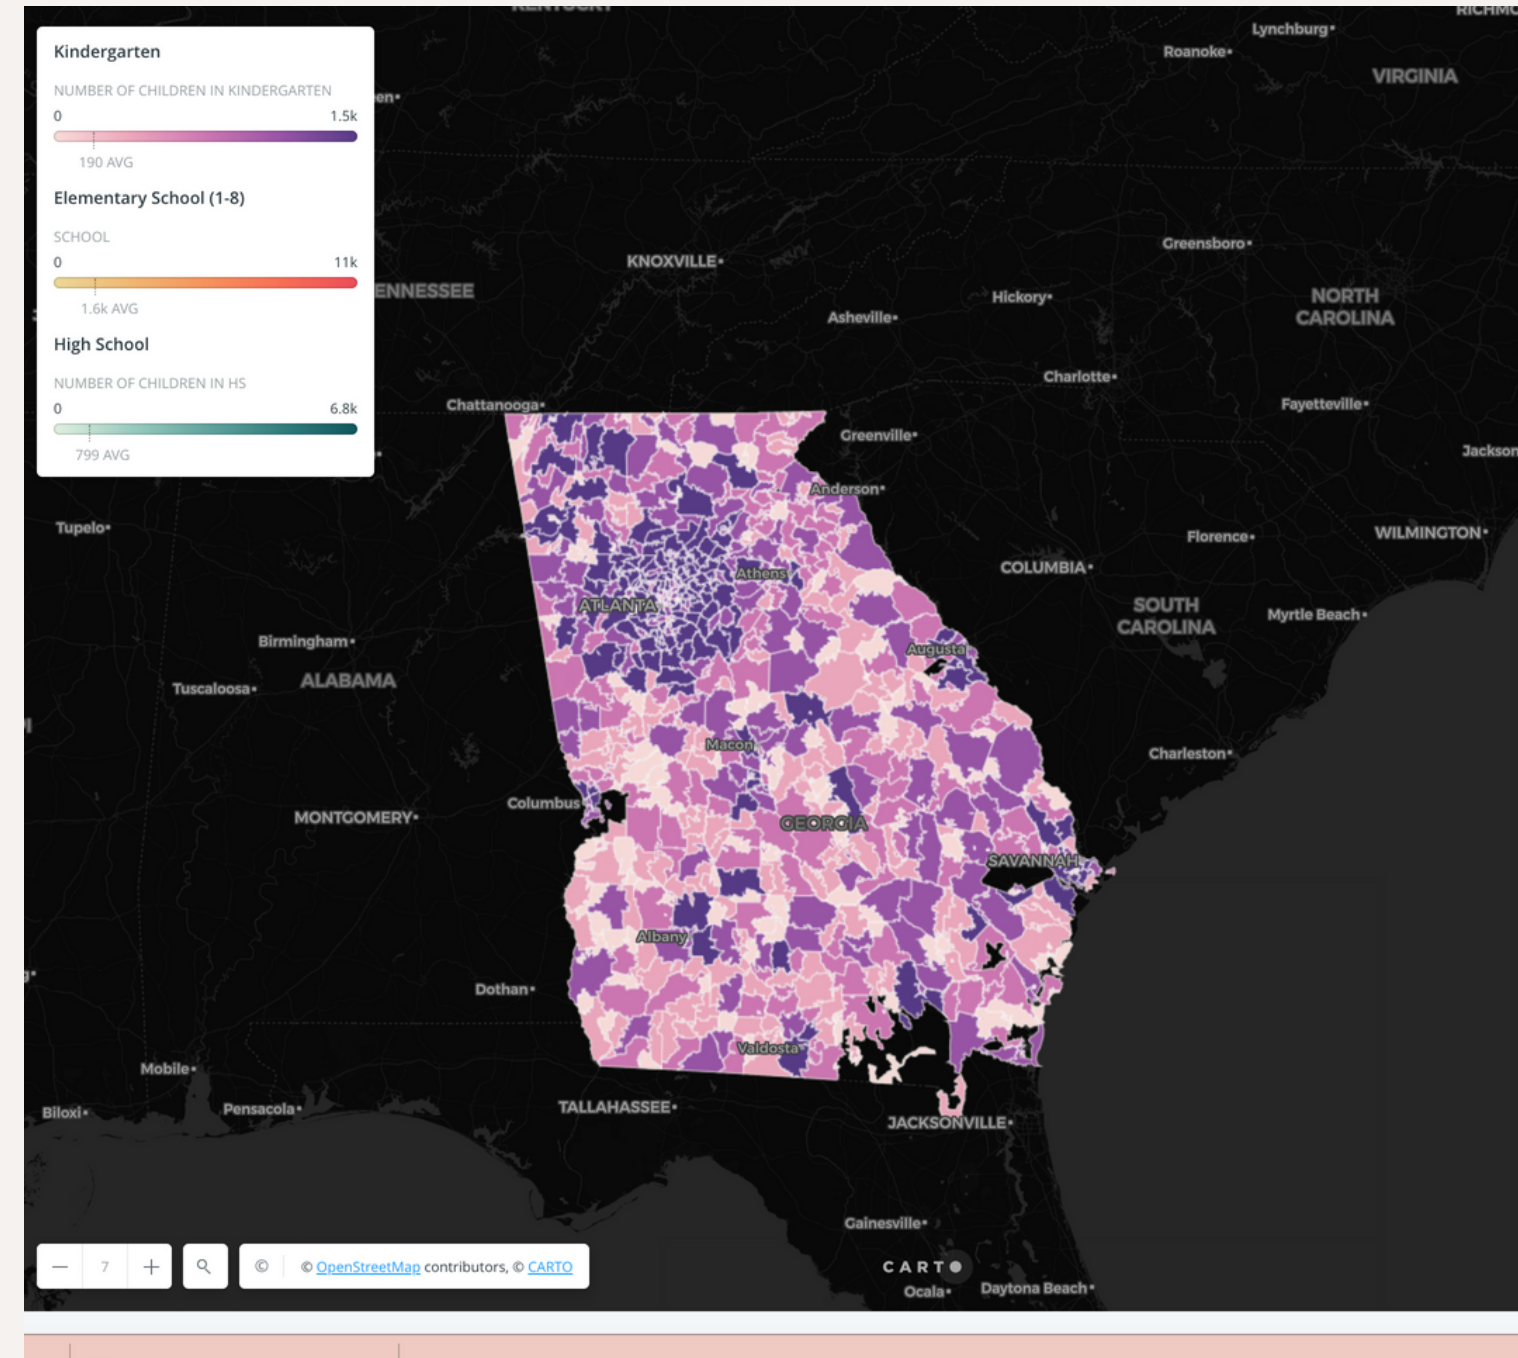 Kindergarten
NUMBER OF CHILDREN IN KINDERGARTEN
0 1.5k
190 AVG
Elementary School (1-8)
SCHOOL
0 11k
1.6k AVG
High School
NUMBER OF CHILDREN IN HS
0 6.8k
799 AVG
Lynchburg
Roanoke
VIRGINIA
Greensboro
KNOXVILLE
ENNESSEE
Hickory
NORTH
CAROLINA
Asheville
Charlotte
Chattanooga
Fayetteville
Greenville
Jackson
Anderson
Tupelo
WILMINGTON
Florence
COLUMBIA
Athens
ATLANTA
SOUTH
CAROLINA
Myrtle Beach
Birmingham
Augusta
ALABAMA
Tuscaloosa
Macon
Charleston
Columbus
MONTGOMERY
GEORGIA
SAVANNAH
Albany
Dothan
Valdosta
Mobile
TALLAHASSEE
Pensacola
Biloxi
JACKSONVILLE
Gainesville
— 7 + © © OpenStreetMap contributors, © CARTO
CARTO
Ocala
Daytona Beach